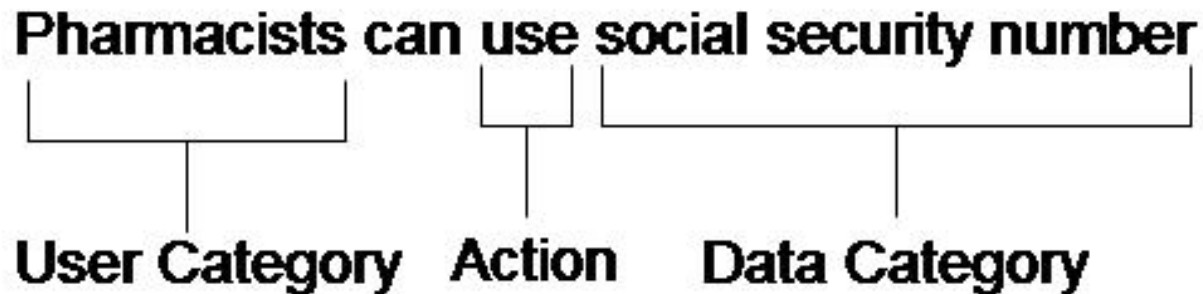 Pharmacists can use social security number
User Category Action Data Category